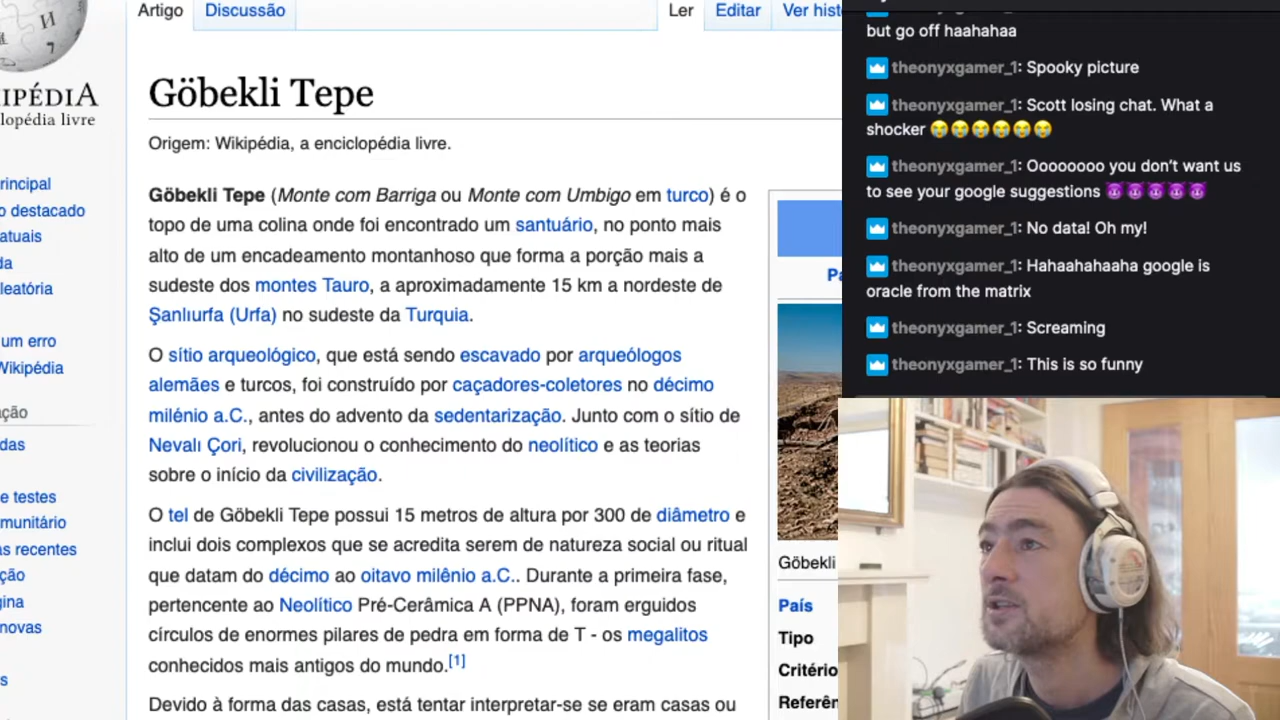 Artigo
Discussão
Ler
Editar
Ver hist
IPÉDIA
lopédia livre
rincipal
o destacado
atuais
da
leatória
um erro
Wikipédia
ação
das
e testes
munitário
as recentes
ção
gina
novas
s
Göbekli Tepe
Origem: Wikipédia, a enciclopédia livre.
Göbekli Tepe (Monte com Barriga ou Monte com Umbigo em turco) é o
topo de uma colina onde foi encontrado um santuário, no ponto mais
alto de um encadeamento montanhoso que forma a porção mais a
sudeste dos montes Tauro, a aproximadamente 15 km a nordeste de
Şanlıurfa (Urfa) no sudeste da Turquia.
O sítio arqueológico, que está sendo escavado por arqueólogos
alemães e turcos, foi construído por caçadores-coletores no décimo
milénio a.C., antes do advento da sedentarização. Junto com o sítio de
Nevalı Çori, revolucionou o conhecimento do neolítico e as teorias
sobre o início da civilização.
O tel de Göbekli Tepe possui 15 metros de altura por 300 de diâmetro e
inclui dois complexos que se acredita serem de natureza social ou ritual
que datam do décimo ao oitavo milênio a.C.. Durante a primeira fase,
pertencente ao Neolítico Pré-Cerâmica A (PPNA), foram erguidos
círculos de enormes pilares de pedra em forma de T - os megalitos
conhecidos mais antigos do mundo.[1]
Devido à forma das casas, está tentar interpretar-se se eram casas ou
Pa
Göbekli
País
Tipo
Critério
Referên
but go off haahahaa
theonyxgamer_1: Spooky picture
theonyxgamer_1: Scott losing chat. What a
shocker 😭😭😭😭😭😭
theonyxgamer_1: Ooooooo you don't want us
to see your google suggestions 😈😈😈😈😈
theonyxgamer_1: No data! Oh my!
theonyxgamer_1: Hahaahahaaha google is
oracle from the matrix
theonyxgamer_1: Screaming
theonyxgamer_1: This is so funny